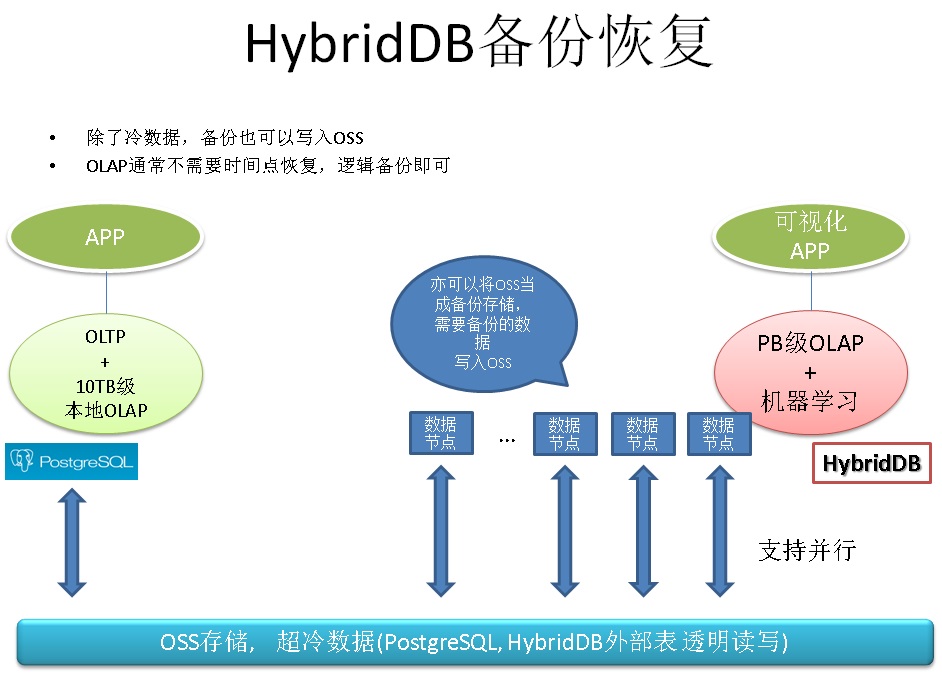 HybridDB备份恢复
• 除了冷数据，备份也可以写入OSS
• OLAP通常不需要时间点恢复，逻辑备份即可
APP
可视化
APP
亦可以将OSS当
成备份存储，
需要备份的数
据
写入OSS
OLTP
+
10TB级
本地OLAP
PB级OLAP
+
机器学习
数据
节点
...
数据
节点
数据
节点
数据
节点
PostgreSQL
HybridDB
支持并行
OSS存储， 超冷数据(PostgreSQL, HybridDB外部表 透明读写)